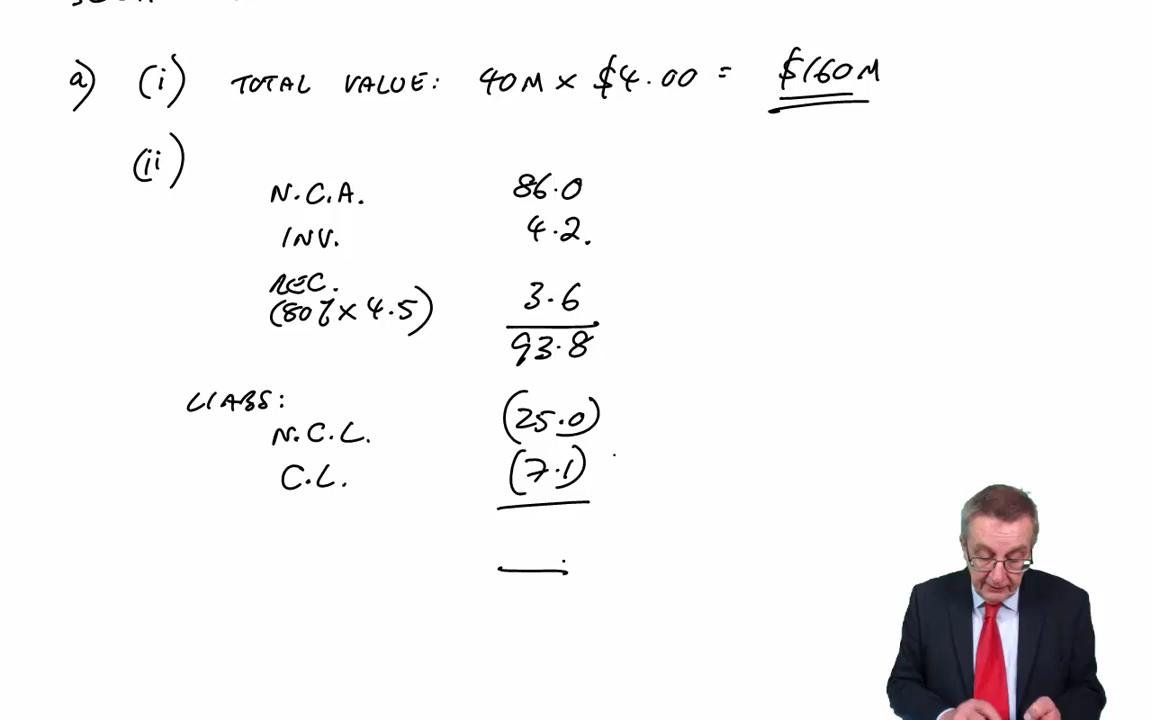 a) (i) TOTAL VALUE: 40M × $4.00 = $160M
(ii)
N.C.A. 86.0
INV. 4.2.
REC.
(80% × 4.5) 3.6
93.8
LIABS:
N.C.L. (25.0)
C.L. (7.1)